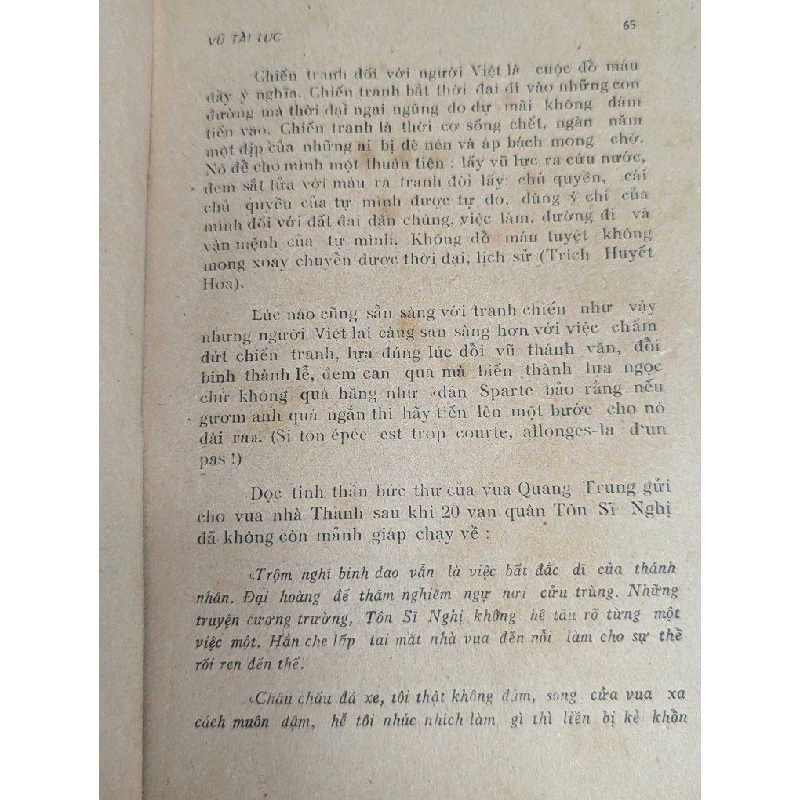 VŨ TÀI LỤC
65
Chiến tranh đối với người Việt là cuộc đổ máu
đầy ý nghĩa. Chiến tranh bắt thời đại đi vào những con
đường mà thời đại ngại ngùng do dự mãi không dám
tiến vào. Chiến tranh là thời cơ sống chết, ngàn năm
một dịp của những ai bị đè nén và áp bách mong chờ.
Nó để cho mình một thuận tiện : lấy vũ lực ra cứu nước,
đem sắt lửa với máu ra tranh đòi lấy chủ quyền, cái
chủ quyền của tự mình được tự do, dùng ý chí của
mình đối với đất đai dân chúng, việc làm, đường đi và
vận mệnh của tự mình. Không đổ máu tuyệt không
mong xoay chuyển được thời đại, lịch sử (Trích Huyết
Hoa).
Lúc nào cũng sẵn sàng với tranh chiến như vậy
nhưng người Việt lại càng sẵn sàng hơn với việc chấm
dứt chiến tranh, lựa đúng lúc đổi vũ thành văn, đổi
binh thành lễ, đem can qua mà biến thành lụa ngọc
chứ không quá hăng như dân Sparte bảo rằng nếu
gươm anh quá ngắn thì hãy tiến lên một bước cho nó
dài ra». (Si ton épée est trop courte, allonges-la d'un
pas !)
Đọc tinh thần bức thư của vua Quang Trung gửi
cho vua nhà Thanh sau khi 20 vạn quân Tôn Sĩ Nghị
đã không còn mảnh giáp chạy về :
«Trộm nghĩ binh đao vẫn là việc bất đắc dĩ của thánh
nhân. Đại hoàng đế thâm nghiêm ngự nơi cửu trùng. Những
truyện cương trường, Tôn Sĩ Nghị không hề tâu rõ từng một
việc một. Hắn che lấp tai mắt nhà vua đến nỗi làm cho sự thể
rối ren đến thế.
«Châu chấu đá xe, tôi thật không dám, song cửa vua xa
cách muôn dặm, hễ tôi nhúc nhích làm gì thì liền bị kẻ khốn